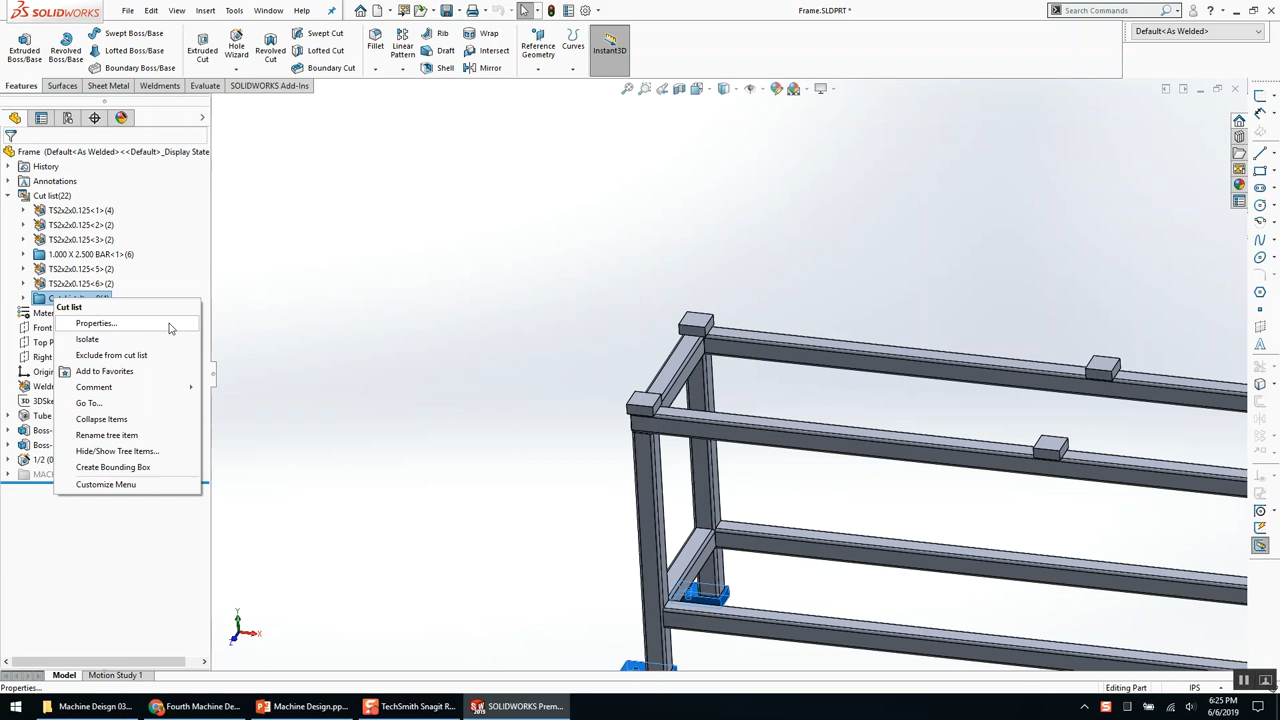 SOLIDWORKS File Edit View Insert Tools Window Help Frame.SLDPRT * Search Commands
Extruded Boss/Base
Revolved Boss/Base
Swept Boss/Base
Lofted Boss/Base
Boundary Boss/Base
Extruded Cut
Hole Wizard
Revolved Cut
Swept Cut
Lofted Cut
Boundary Cut
Fillet
Linear Pattern
Rib
Draft
Shell
Wrap
Intersect
Mirror
Reference Geometry
Curves
Instant3D
Default<As Welded>
Features Surfaces Sheet Metal Weldments Evaluate SOLIDWORKS Add-Ins
Frame (Default<As Welded><<Default>_Display State
History
Annotations
Cut list(22)
TS2x2x0.125<1>(4)
TS2x2x0.125<2>(2)
TS2x2x0.125<3>(2)
1.000 X 2.500 BAR<1>(6)
TS2x2x0.125<5>(2)
TS2x2x0.125<6>(2)
Mater
Front
Top P
Right
Origin
Weldr
3DSke
Tube
Boss-
Boss-
1/2 (0
MACH
Cut list
Properties...
Isolate
Exclude from cut list
Add to Favorites
Comment
Go To...
Collapse Items
Rename tree item
Hide/Show Tree Items...
Create Bounding Box
Customize Menu
Y
X
Z
Model Motion Study 1
Properties... Editing Part IPS
Machine Deisgn 03... Fourth Machine De... Machine Design.pp... TechSmith Snagit R... SOLIDWORKS Prem...
6:25 PM
6/6/2019